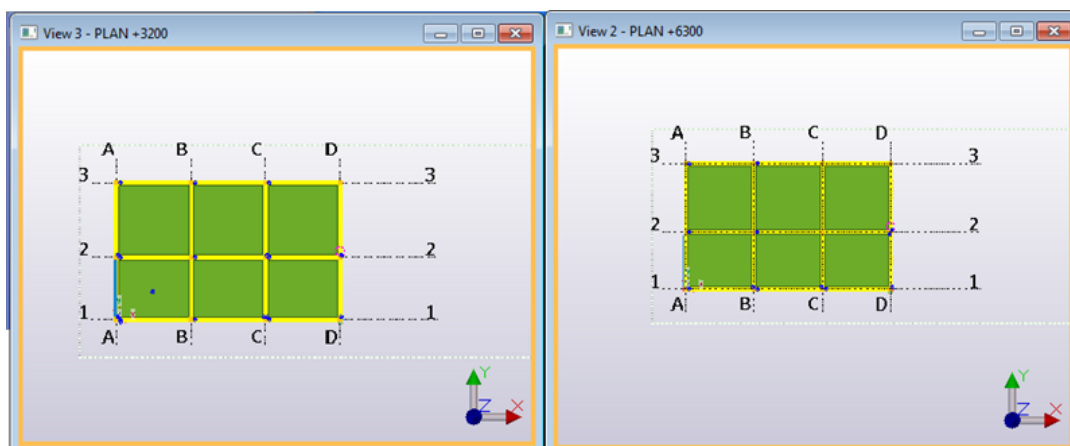 View 3 - PLAN +3200
A B C D
3 3
2 2
1 1
A B C D
Y
Z X
View 2 - PLAN +6300
A B C D
3 3
2 2
1 1
A B C D
Y
Z X